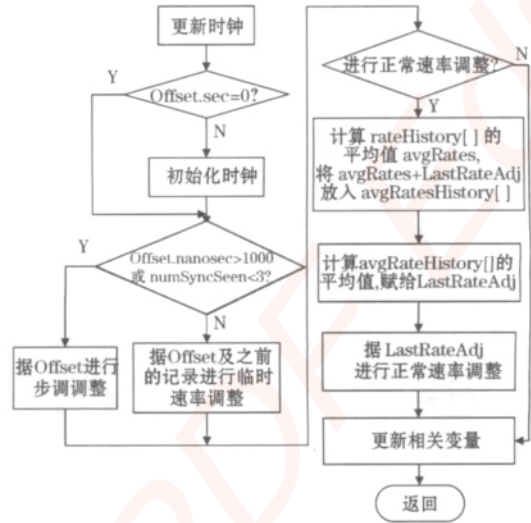 更新时钟
Y
Offset.sec=0?
N
初始化时钟
Y
Offset.nanosec>1000
或 numSyncSeen<3?
N
据Offset进行
步调调整
据Offset及之前
的记录进行临时
速率调整
进行正常速率调整?
N
Y
计算 rateHistory[ ] 的
平均值 avgRates,
将 avgRates+LastRateAdj
放入 avgRatesHistory[ ]
计算avgRateHistory[]的
平均值,赋给LastRateAdj
据 LastRateAdj
进行正常速率调整
更新相关变量
返回